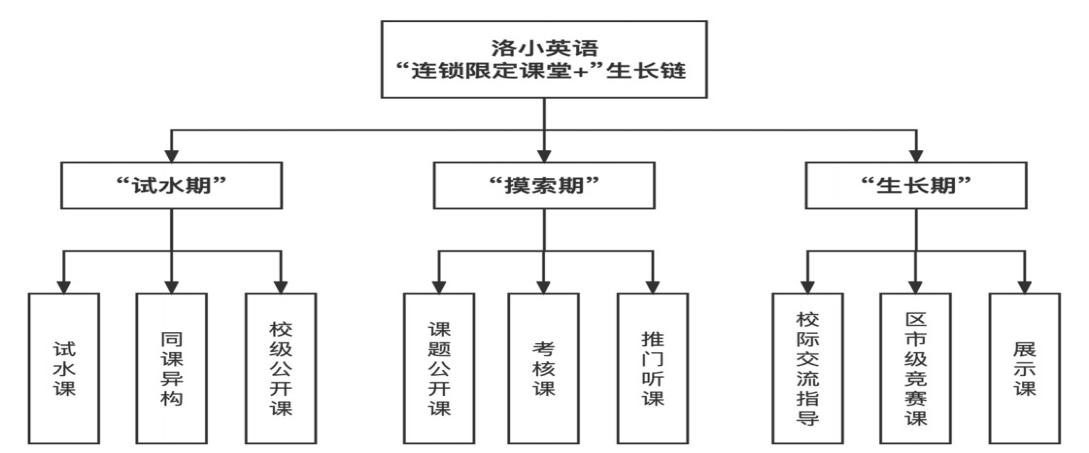 洛小英语
“连锁限定课堂+”生长链
“试水期”
“摸索期”
“生长期”
试水课
同课异构
校级公开课
课题公开课
考核课
推门听课
校际交流指导
区市级竞赛课
展示课